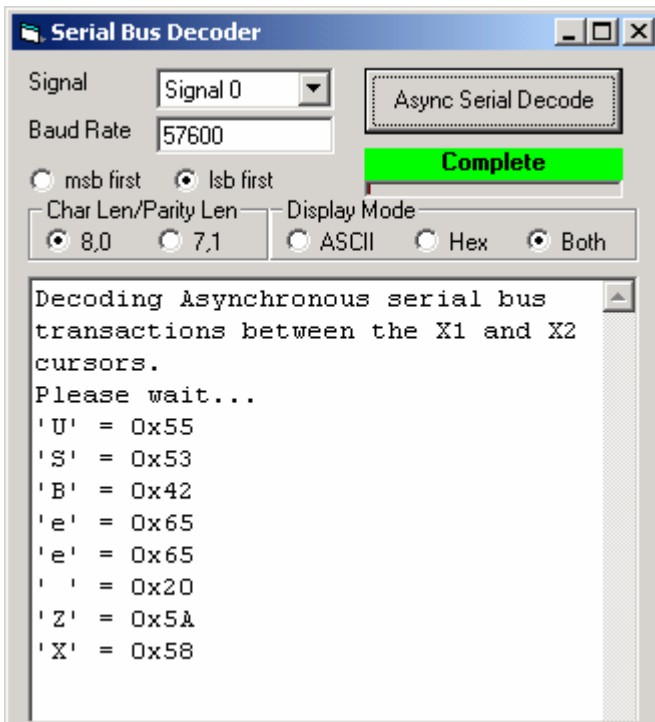 Serial Bus Decoder
Signal
Signal 0
Async Serial Decode
Baud Rate
57600
Complete
msb first
lsb first
Char Len/Parity Len
Display Mode
8,0
7,1
ASCII
Hex
Both
Decoding Asynchronous serial bus
transactions between the X1 and X2
cursors.
Please wait...
'U' = 0x55
'S' = 0x53
'B' = 0x42
'e' = 0x65
'e' = 0x65
' ' = 0x20
'Z' = 0x5A
'X' = 0x58